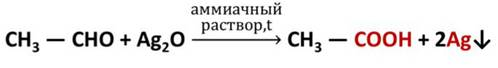 аммиачный
раствор,t
CH₃ — CHO + Ag₂O ⟶ CH₃ — COOH + 2Ag↓